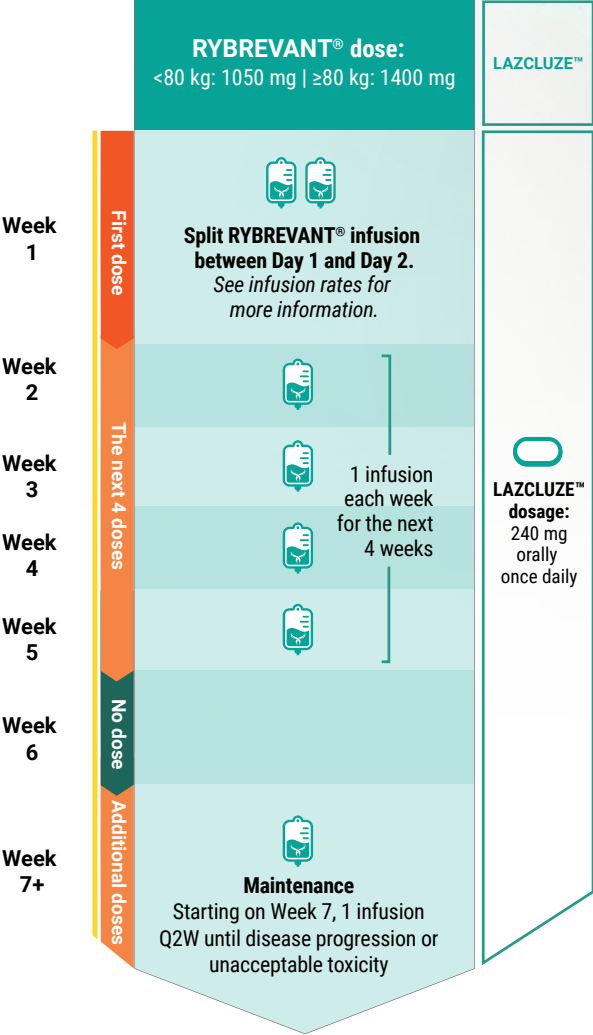 RYBREVANT® dose:
<80 kg: 1050 mg | ≥80 kg: 1400 mg
LAZCLUZE™
Week
1
First dose
Split RYBREVANT® infusion
between Day 1 and Day 2.
See infusion rates for
more information.
Week
2
The next 4 doses
Week
3
1 infusion
each week
for the next
4 weeks
Week
4
Week
5
LAZCLUZE™
dosage:
240 mg
orally
once daily
Week
6
No dose
Week
7+
Additional doses
Maintenance
Starting on Week 7, 1 infusion
Q2W until disease progression or
unacceptable toxicity